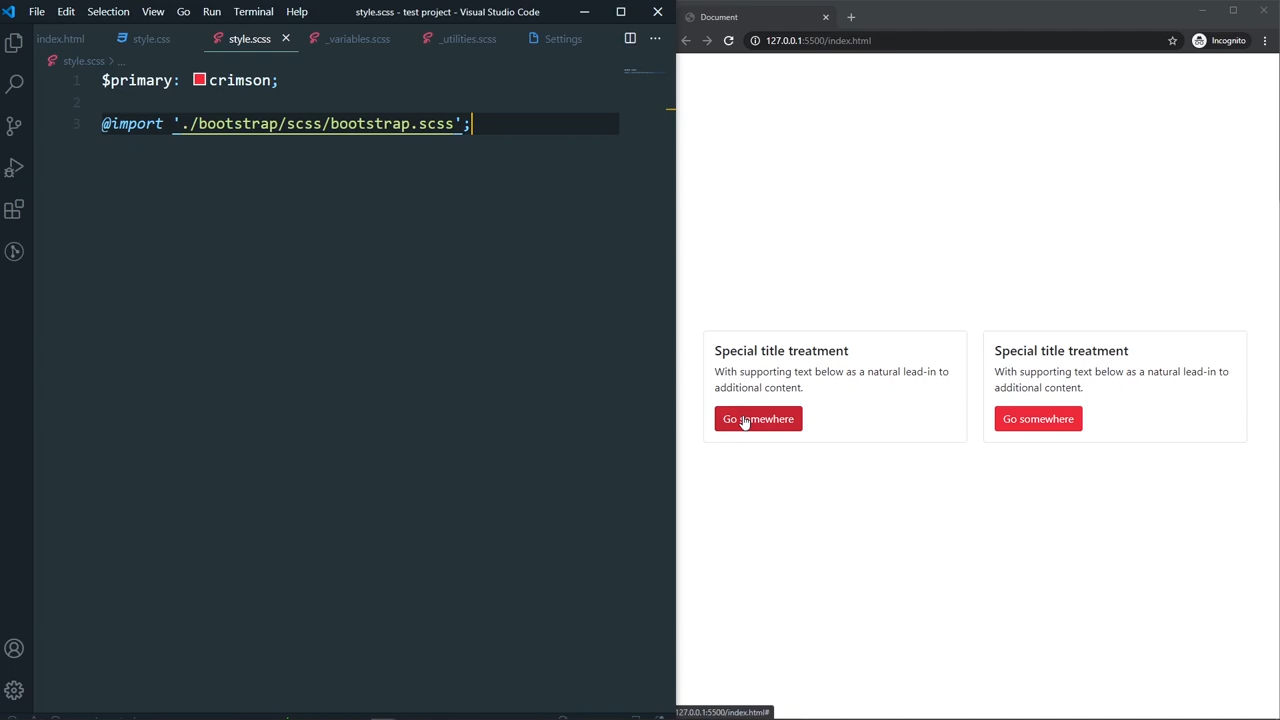 File Edit Selection View Go Run Terminal Help
style.scss - test project - Visual Studio Code
index.html style.css style.scss _variables.scss _utilities.scss Settings
style.scss > ...
1 $primary: crimson;
2
3 @import './bootstrap/scss/bootstrap.scss';
Document
127.0.0.1:5500/index.html
Incognito
Special title treatment
With supporting text below as a natural lead-in to
additional content.
Go somewhere
Special title treatment
With supporting text below as a natural lead-in to
additional content.
Go somewhere
127.0.0.1:5500/index.html#